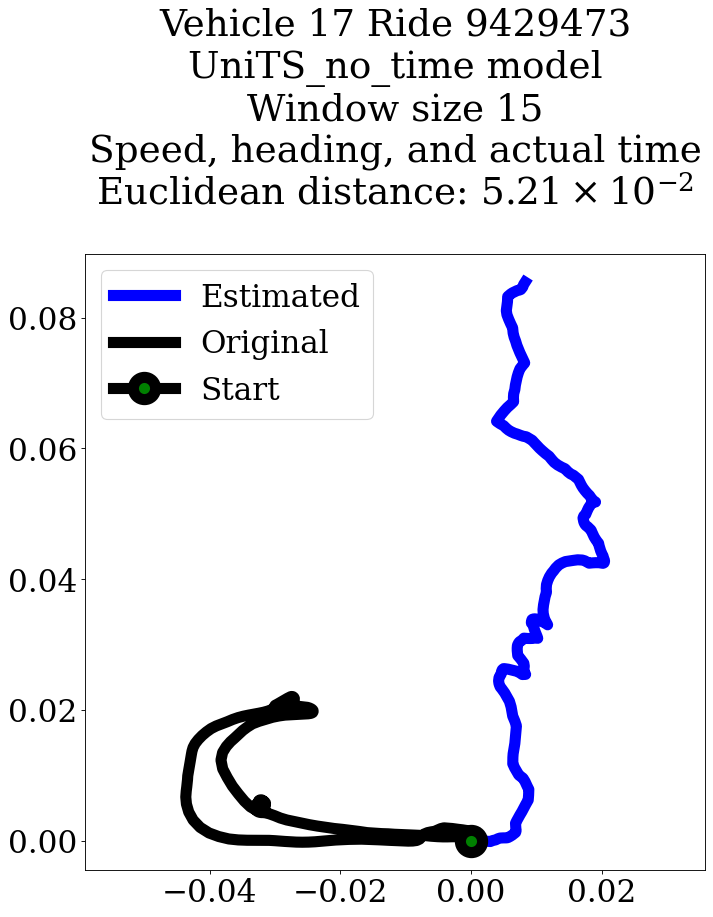 Vehicle 17 Ride 9429473
UniTS_no_time model
Window size 15
Speed, heading, and actual time
Euclidean distance: 5.21 × 10⁻²
Estimated
Original
Start
0.08
0.06
0.04
0.02
0.00
−0.04
−0.02
0.00
0.02